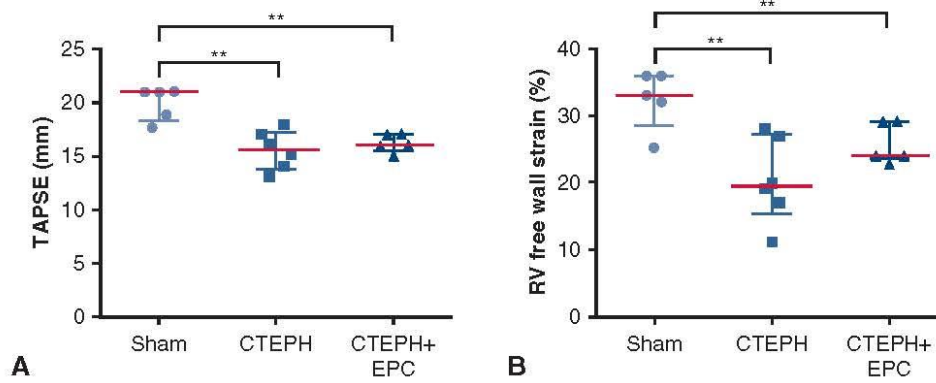 **
**
25
20
15
10
5
0
TAPSE (mm)
Sham
CTEPH
CTEPH+
EPC
A
**
**
40
30
20
10
0
RV free wall strain (%)
Sham
CTEPH
CTEPH+
EPC
B